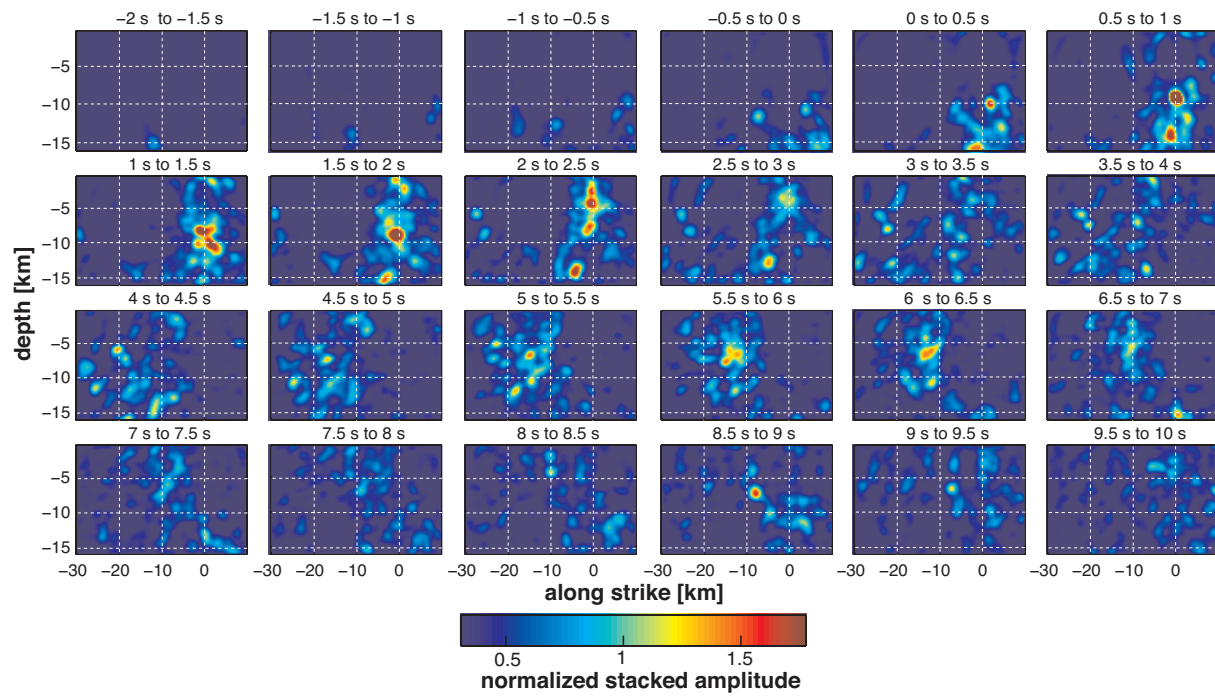 −2 s to −1.5s −1.5s to −1 s −1 s to −0.5s −0.5s to 0 s 0 s to 0.5 s 0.5 s to 1 s
−5
−10
−15
1 s to 1.5 s 1.5 s to 2 s 2 s to 2.5 s 2.5 s to 3 s 3 s to 3.5 s 3.5 s to 4 s
−5
−10
−15
4 s to 4.5 s 4.5 s to 5 s 5 s to 5.5 s 5.5 s to 6 s 6 s to 6.5 s 6.5 s to 7 s
−5
−10
−15
7 s to 7.5 s 7.5 s to 8 s 8 s to 8.5 s 8.5 s to 9 s 9 s to 9.5 s 9.5 s to 10 s
−5
−10
−15
depth [km]
−30 −20 −10 0 −30 −20 −10 0 −30 −20 −10 0 −30 −20 −10 0 −30 −20 −10 0 −30 −20 −10 0
along strike [km]
0.5 1 1.5
normalized stacked amplitude